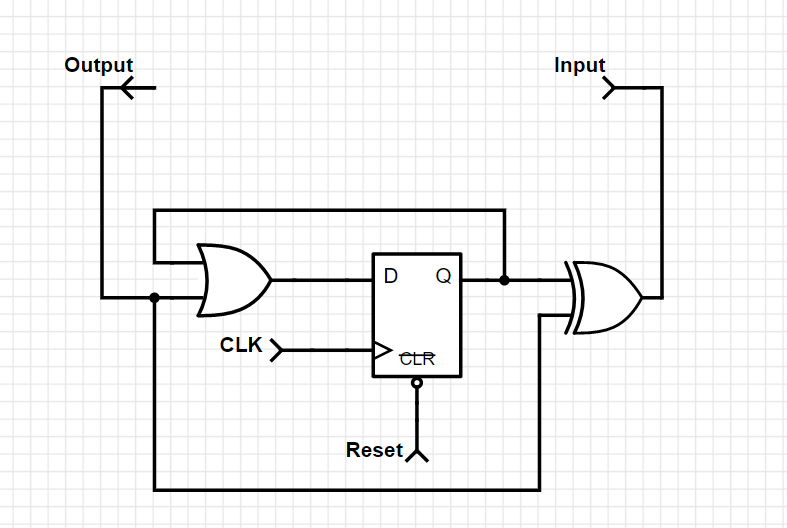 Output
Input
D
Q
CLK
CLR
Reset